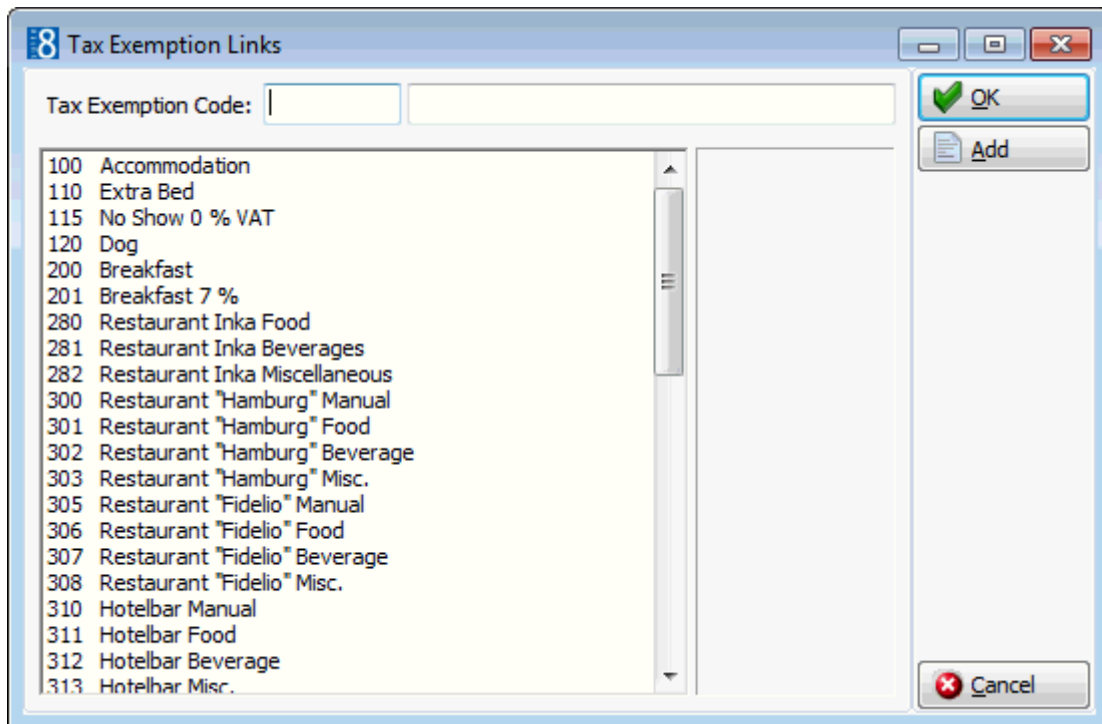 8 Tax Exemption Links
Tax Exemption Code:
OK
Add
100 Accommodation
110 Extra Bed
115 No Show 0 % VAT
120 Dog
200 Breakfast
201 Breakfast 7 %
280 Restaurant Inka Food
281 Restaurant Inka Beverages
282 Restaurant Inka Miscellaneous
300 Restaurant "Hamburg" Manual
301 Restaurant "Hamburg" Food
302 Restaurant "Hamburg" Beverage
303 Restaurant "Hamburg" Misc.
305 Restaurant "Fidelio" Manual
306 Restaurant "Fidelio" Food
307 Restaurant "Fidelio" Beverage
308 Restaurant "Fidelio" Misc.
310 Hotelbar Manual
311 Hotelbar Food
312 Hotelbar Beverage
313 Hotelbar Misc.
Cancel